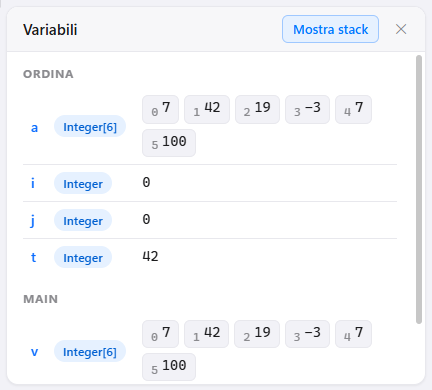 Variabili Mostra stack
ORDINA
a Integer[6] 0 7 1 42 2 19 3 −3 4 7
5 100
i Integer 0
j Integer 0
t Integer 42
MAIN
v Integer[6] 0 7 1 42 2 19 3 −3 4 7
5 100